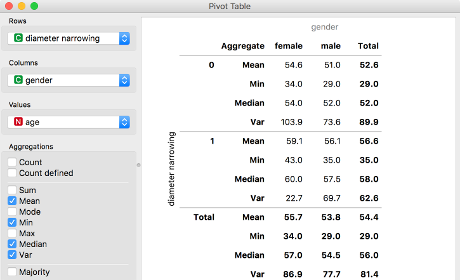 Pivot Table
Rows
C diameter narrowing
Columns
C gender
Values
N age
Aggregations
Count
Count defined
Sum
Mean
Mode
Min
Max
Median
Var
Majority
gender
Aggregate female male Total
diameter narrowing
0 Mean 54.6 51.0 52.6
Min 34.0 29.0 29.0
Median 54.0 52.0 52.0
Var 103.9 73.6 89.9
1 Mean 59.1 56.1 56.6
Min 43.0 35.0 35.0
Median 60.0 57.5 58.0
Var 22.7 69.7 62.6
Total Mean 55.7 53.8 54.4
Min 34.0 29.0 29.0
Median 57.0 54.5 56.0
Var 86.9 77.7 81.4